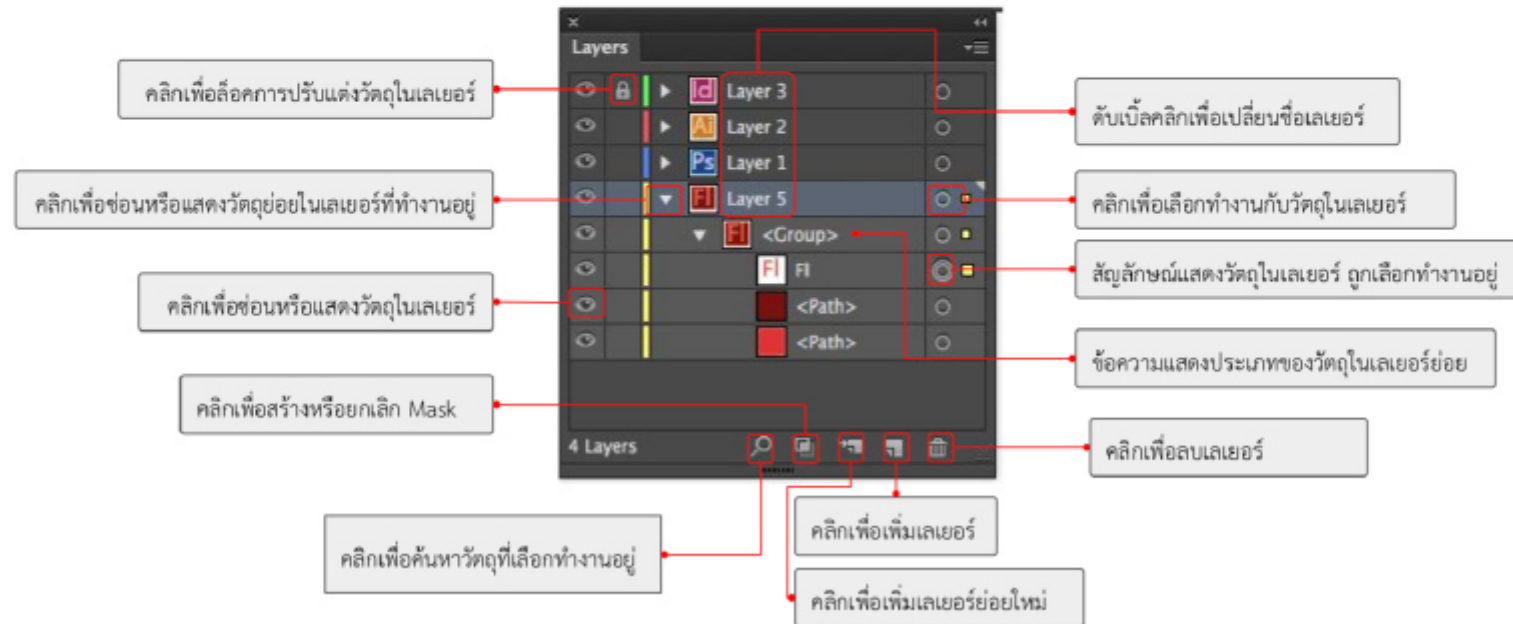 Layers
คลิกเพื่อล็อคการปรับแต่งวัตถุในเลเยอร์
Id Layer 3
ดับเบิ้ลคลิกเพื่อเปลี่ยนชื่อเลเยอร์
Ai Layer 2
Ps Layer 1
คลิกเพื่อซ่อนหรือแสดงวัตถุย่อยในเลเยอร์ที่ทำงานอยู่
Fl Layer 5
คลิกเพื่อเลือกทำงานกับวัตถุในเลเยอร์
Fl <Group>
Fl Fl
สัญลักษณ์แสดงวัตถุในเลเยอร์ ถูกเลือกทำงานอยู่
คลิกเพื่อซ่อนหรือแสดงวัตถุในเลเยอร์
<Path>
<Path>
ข้อความแสดงประเภทของวัตถุในเลเยอร์ย่อย
คลิกเพื่อสร้างหรือยกเลิก Mask
4 Layers
คลิกเพื่อลบเลเยอร์
คลิกเพื่อเพิ่มเลเยอร์
คลิกเพื่อค้นหาวัตถุที่เลือกทำงานอยู่
คลิกเพื่อเพิ่มเลเยอร์ย่อยใหม่